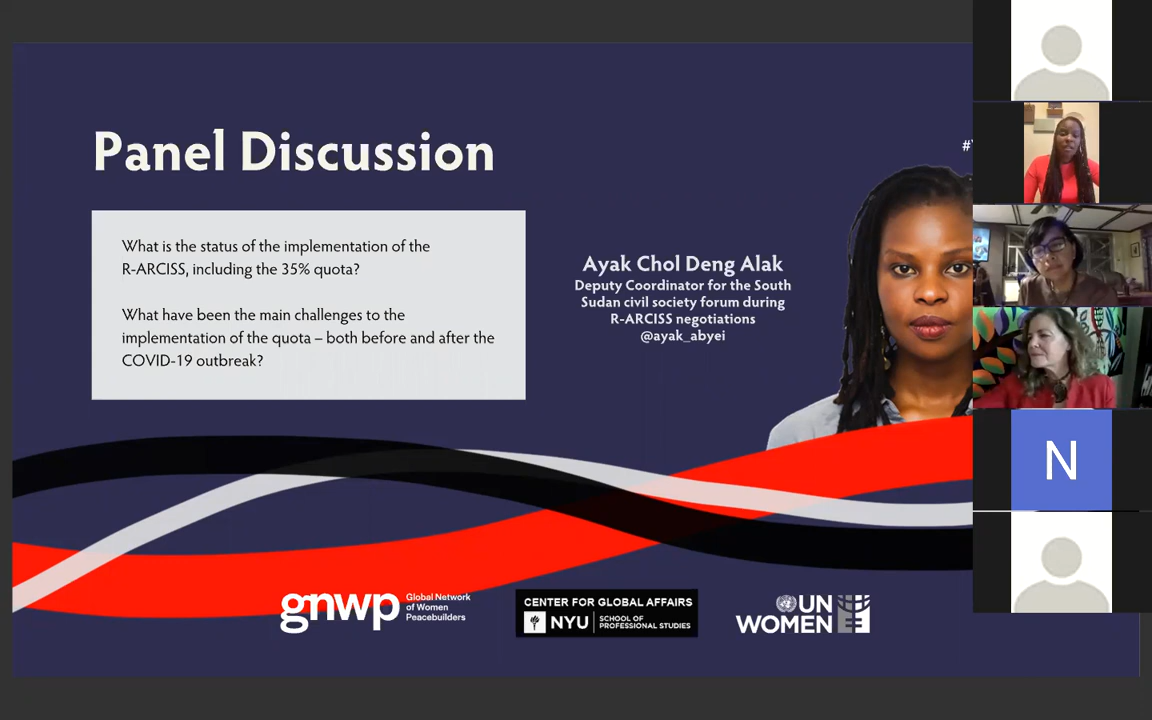 Panel Discussion
What is the status of the implementation of the
R-ARCISS, including the 35% quota?
What have been the main challenges to the
implementation of the quota – both before and after the
COVID-19 outbreak?
Ayak Chol Deng Alak
Deputy Coordinator for the South
Sudan civil society forum during
R-ARCISS negotiations
@ayak_abyei
N
gnwp
Global Network
of Women
Peacebuilders
CENTER FOR GLOBAL AFFAIRS
NYU
SCHOOL OF
PROFESSIONAL STUDIES
UN
WOMEN